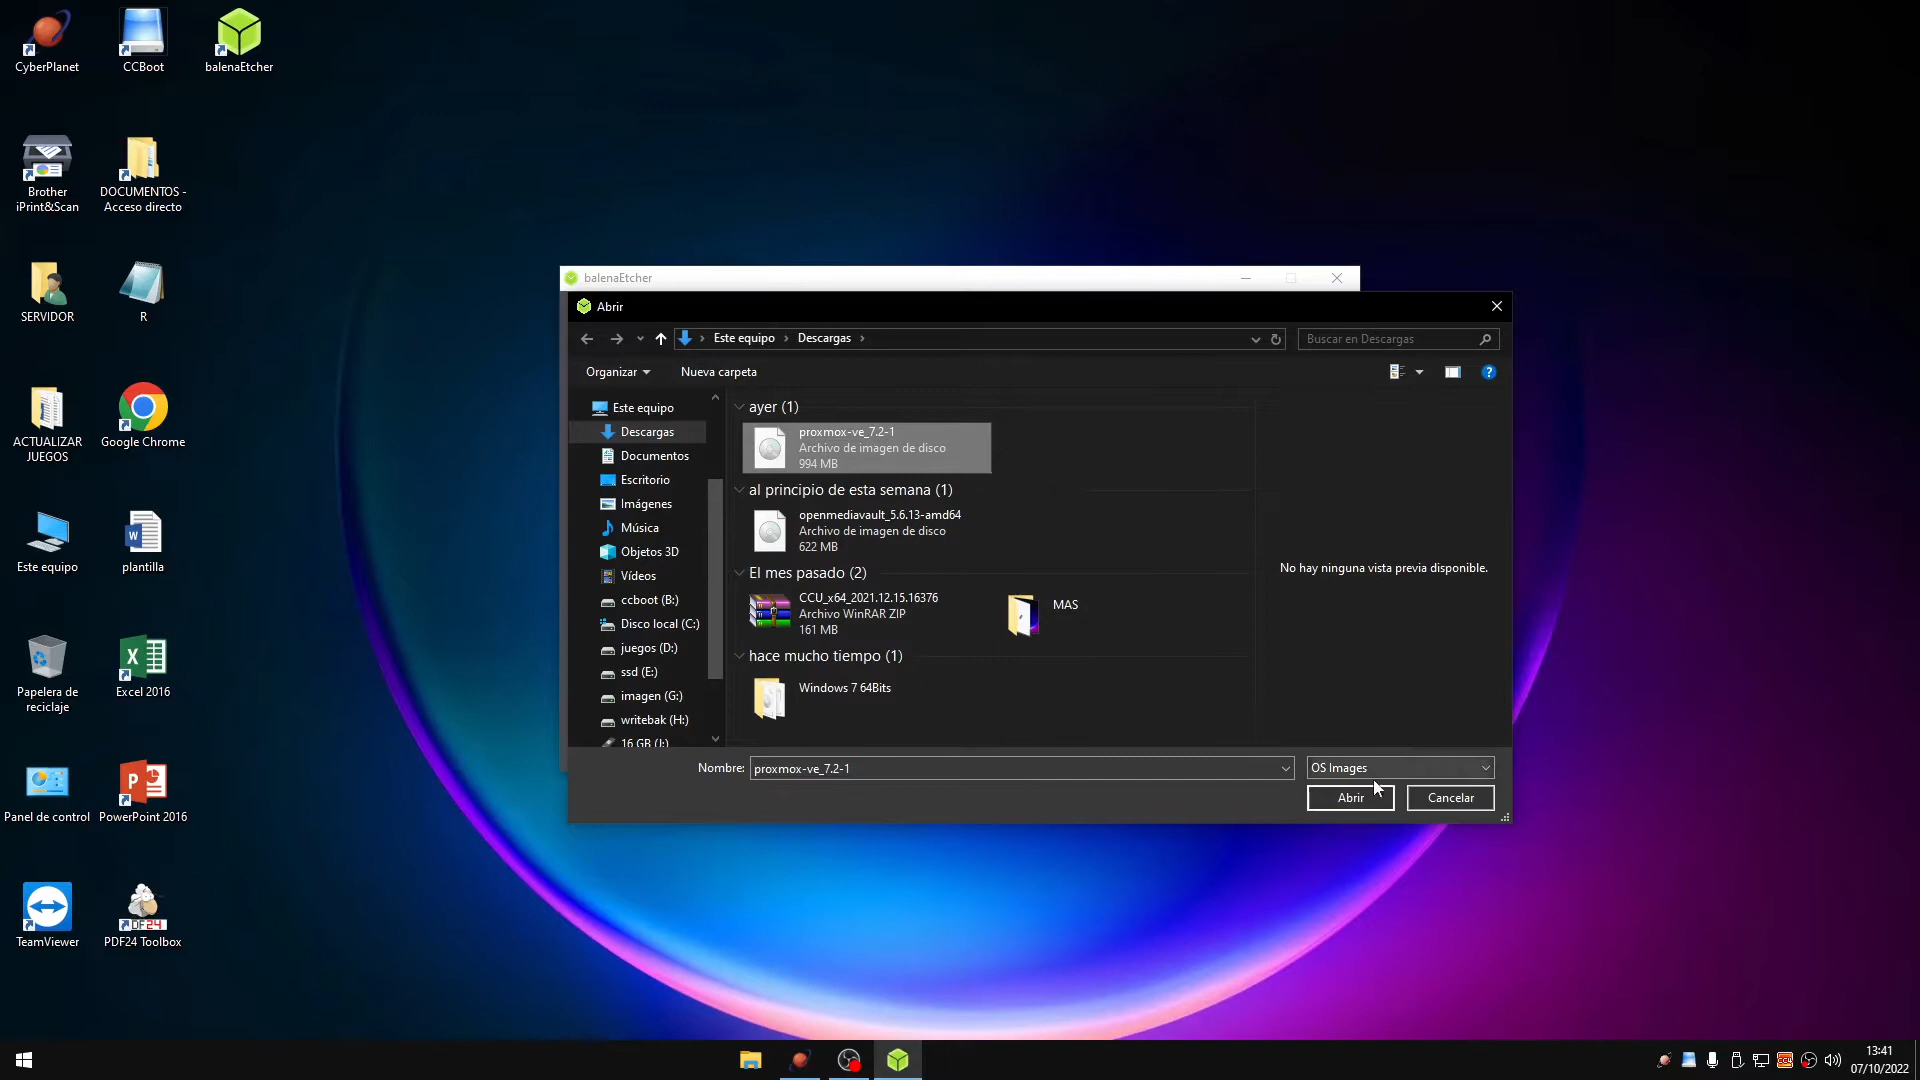 CyberPlanet
CCBoot
balenaEtcher
Brother
iPrint&Scan
DOCUMENTOS -
Acceso directo
SERVIDOR
R
ACTUALIZAR
JUEGOS
Google Chrome
Este equipo
plantilla
Papelera de
reciclaje
Excel 2016
Panel de control
PowerPoint 2016
TeamViewer
PDF24 Toolbox
balenaEtcher
Abrir
Este equipo
Descargas
Buscar en Descargas
Organizar
Nueva carpeta
Este equipo
Descargas
Documentos
Escritorio
Imágenes
Música
Objetos 3D
Vídeos
ccboot (B:)
Disco local (C:)
juegos (D:)
ssd (E:)
imagen (G:)
writebak (H:)
16 GB (J:)
ayer (1)
proxmox-ve_7.2-1
Archivo de imagen de disco
994 MB
al principio de esta semana (1)
openmediavault_5.6.13-amd64
Archivo de imagen de disco
622 MB
El mes pasado (2)
CCU_x64_2021.12.15.16376
Archivo WinRAR ZIP
161 MB
MAS
hace mucho tiempo (1)
Windows 7 64Bits
No hay ninguna vista previa disponible.
Nombre:
proxmox-ve_7.2-1
OS Images
Abrir
Cancelar
13:41
07/10/2022